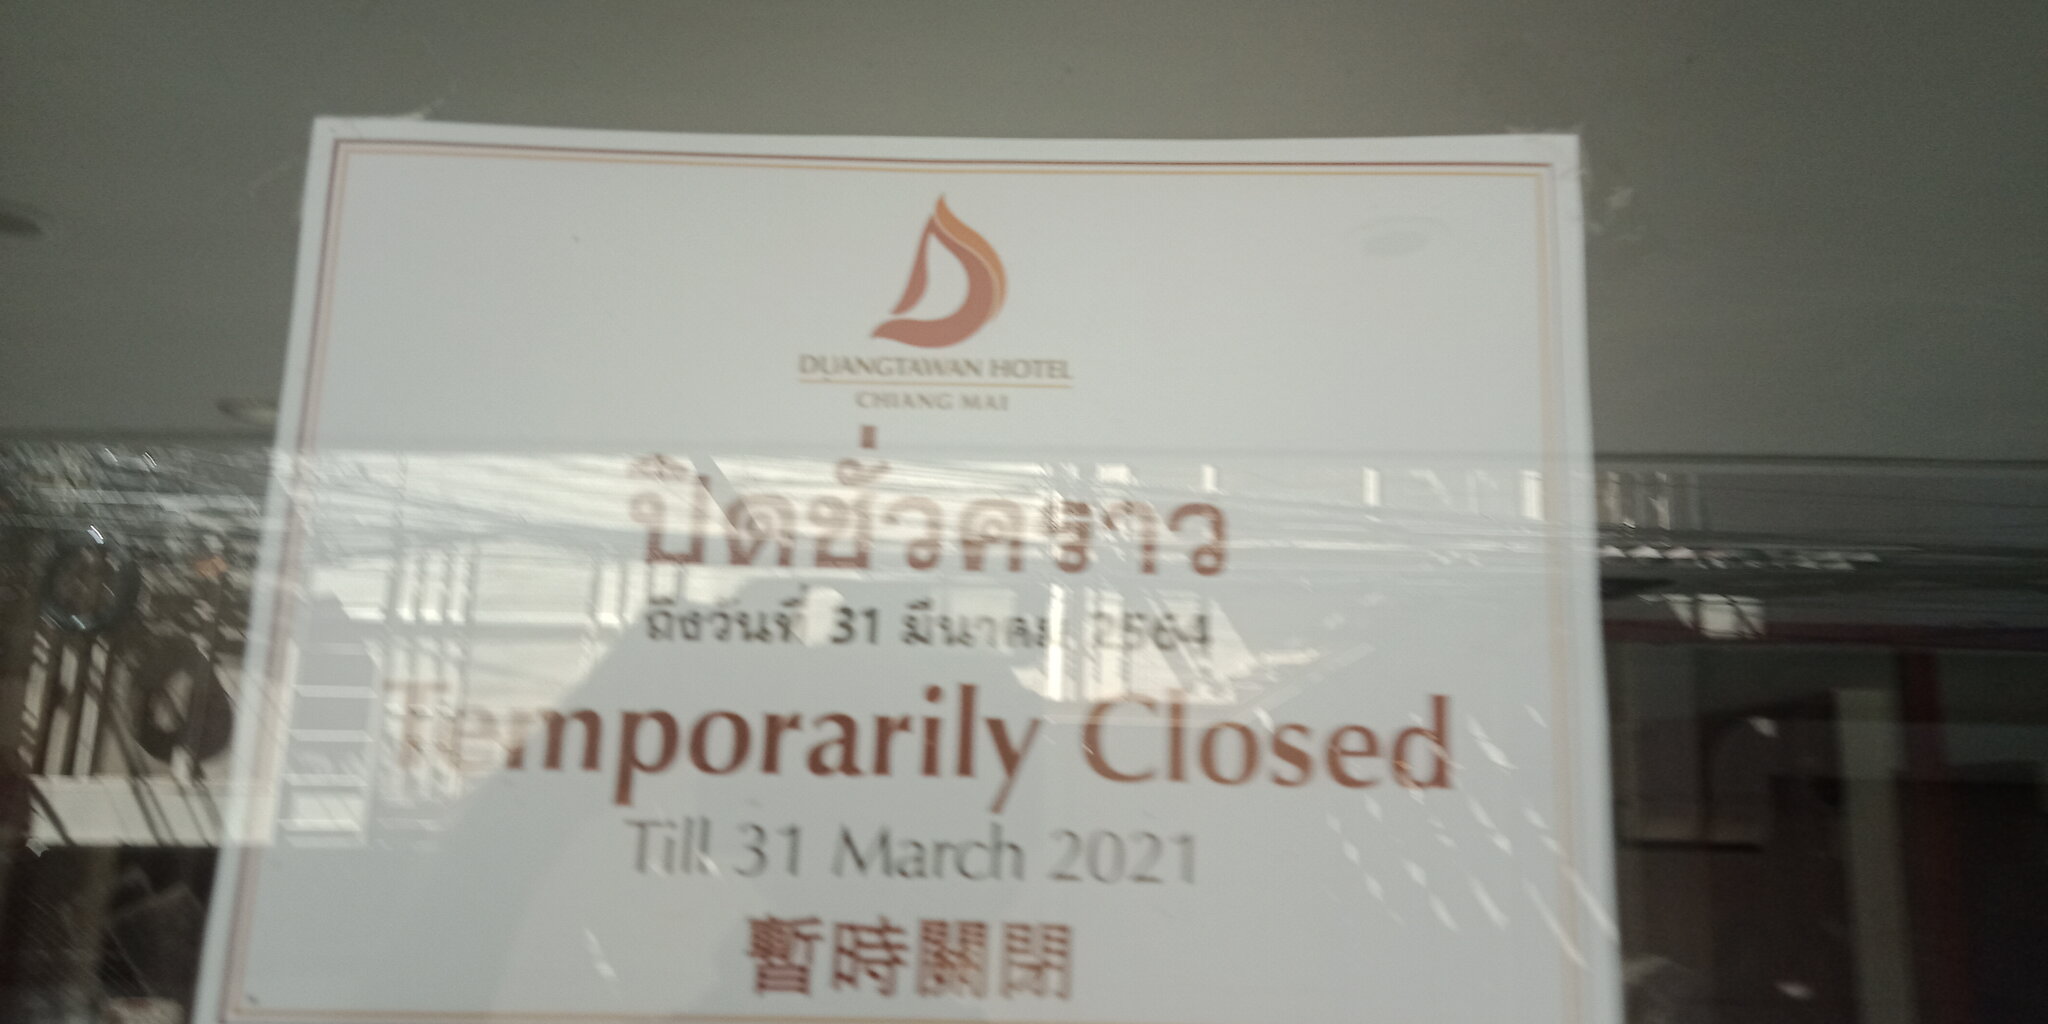 DUANGTAWAN HOTEL
CHIANG MAI
ปิดชั่วคราว
ถึงวันที่ 31 มีนาคม 2564
Temporarily Closed
Till 31 March 2021
暫時關閉